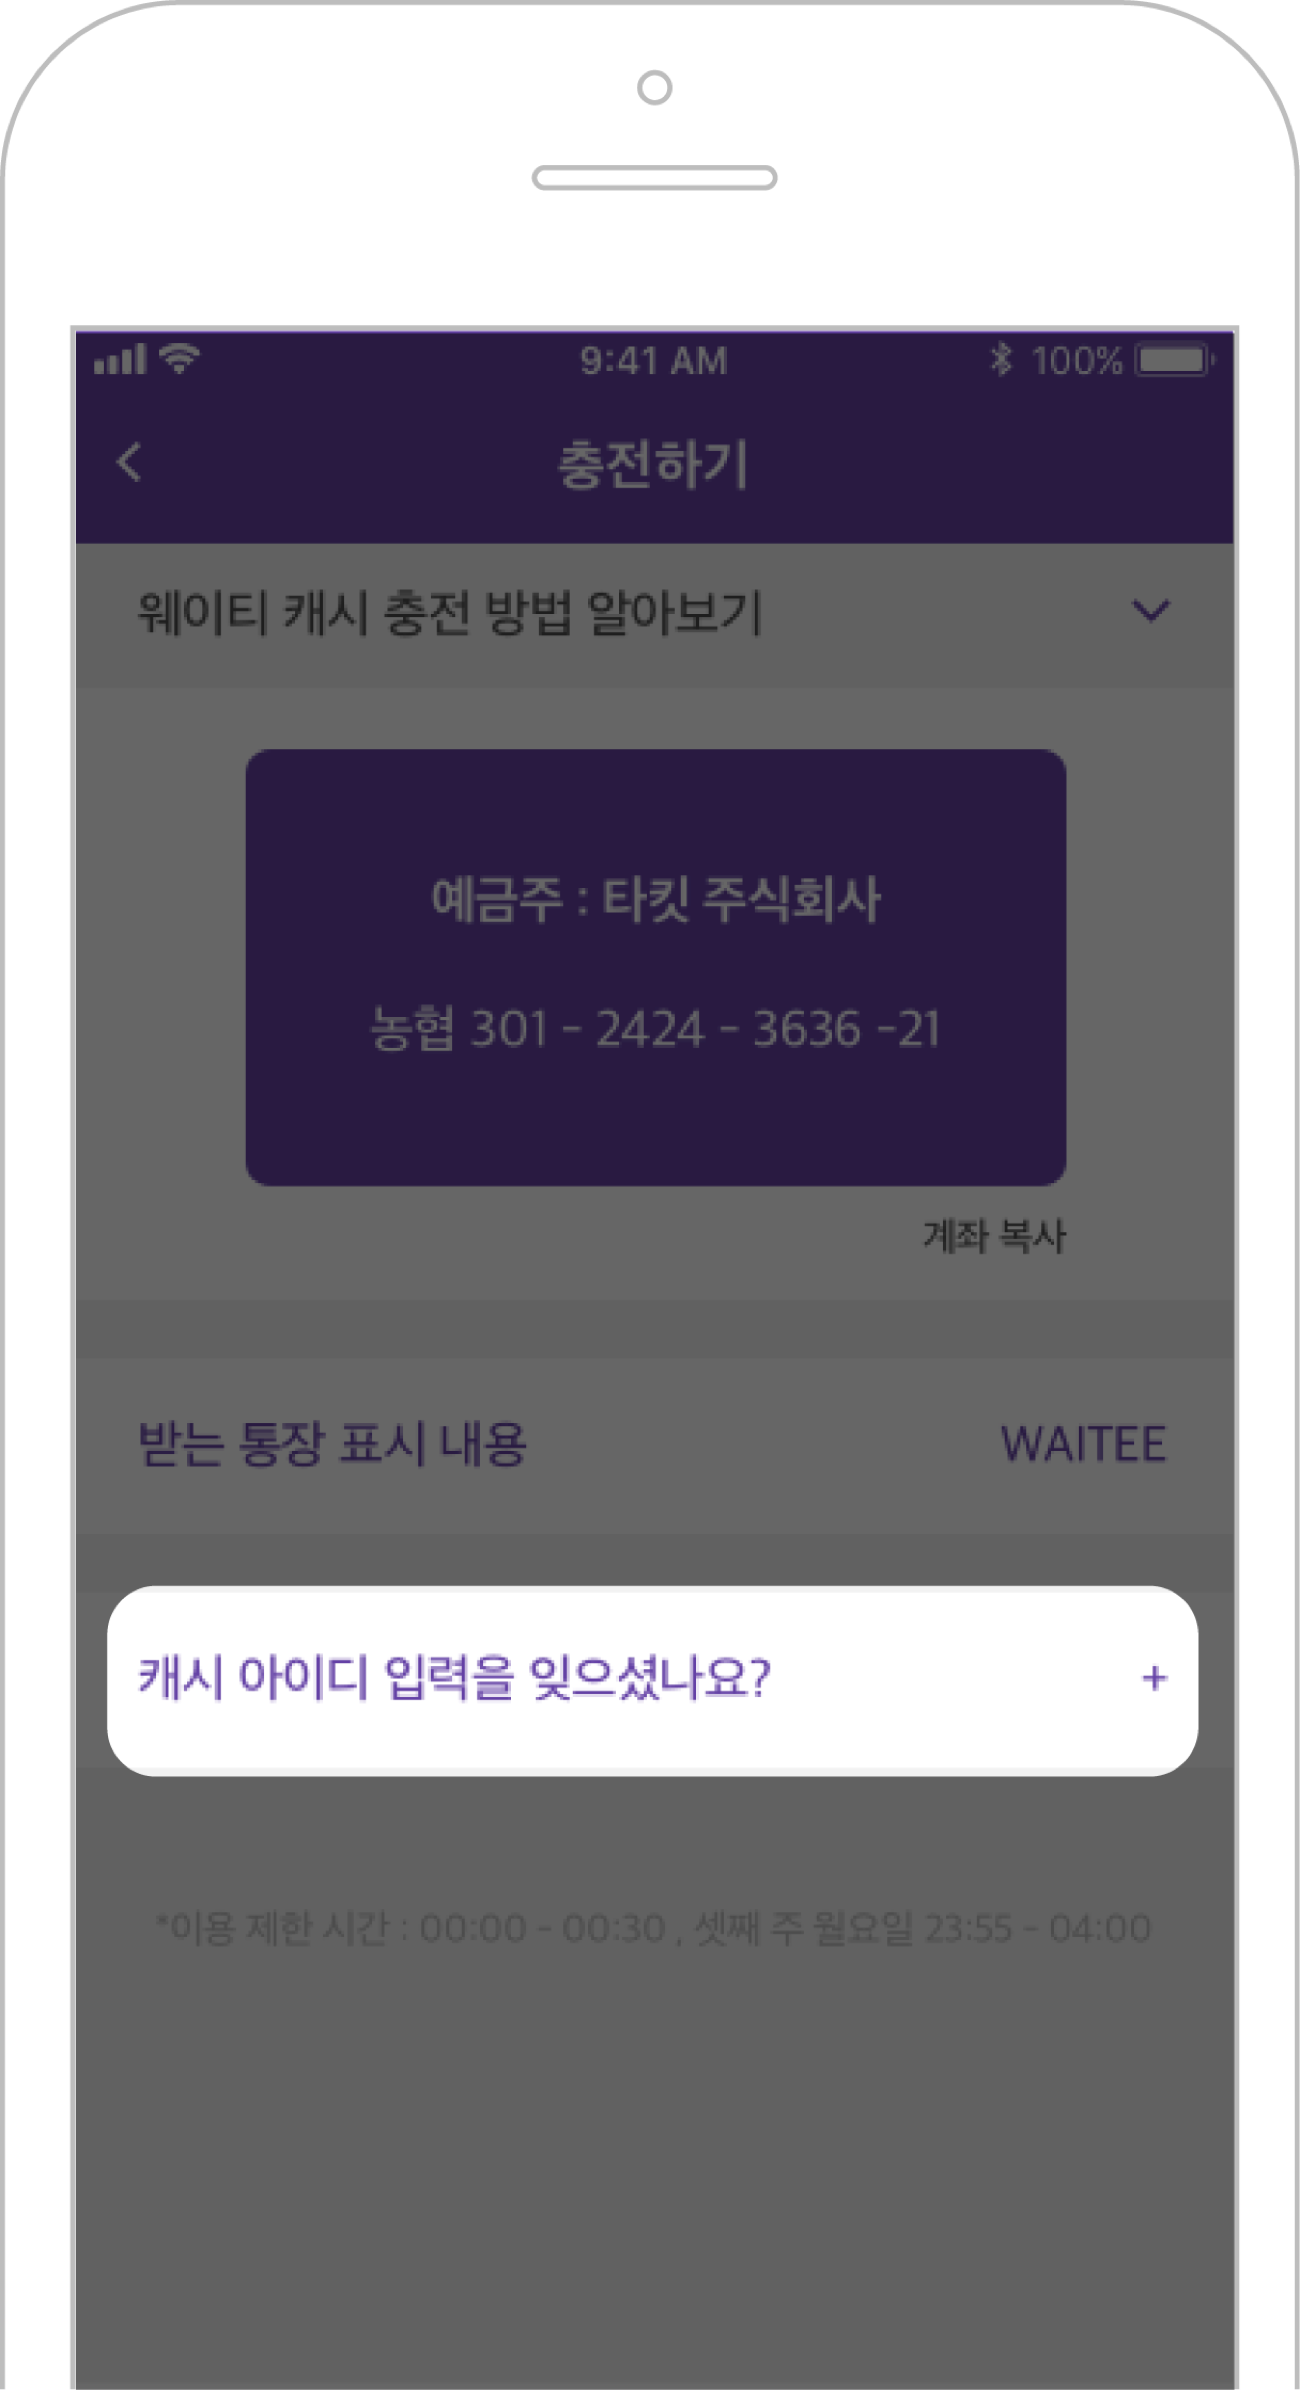 9:41 AM 100%
충전하기
웨이티 캐시 충전 방법 알아보기
예금주 : 타킷 주식회사
농협 301 - 2424 - 3636 -21
계좌 복사
받는 통장 표시 내용 WAITEE
캐시 아이디 입력을 잊으셨나요? +
*이용 제한 시간 : 00:00 - 00:30 , 셋째 주 월요일 23:55 - 04:00